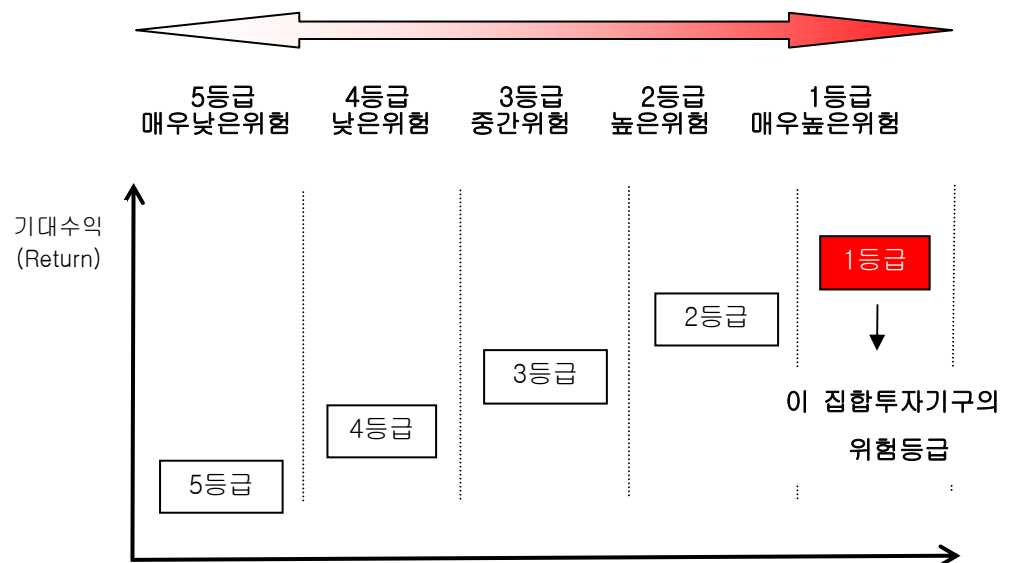 5등급 4등급 3등급 2등급 1등급
매우낮은위험 낮은위험 중간위험 높은위험 매우높은위험
기대수익
(Return)
1등급
2등급
3등급
이 집합투자기구의
4등급
위험등급
5등급